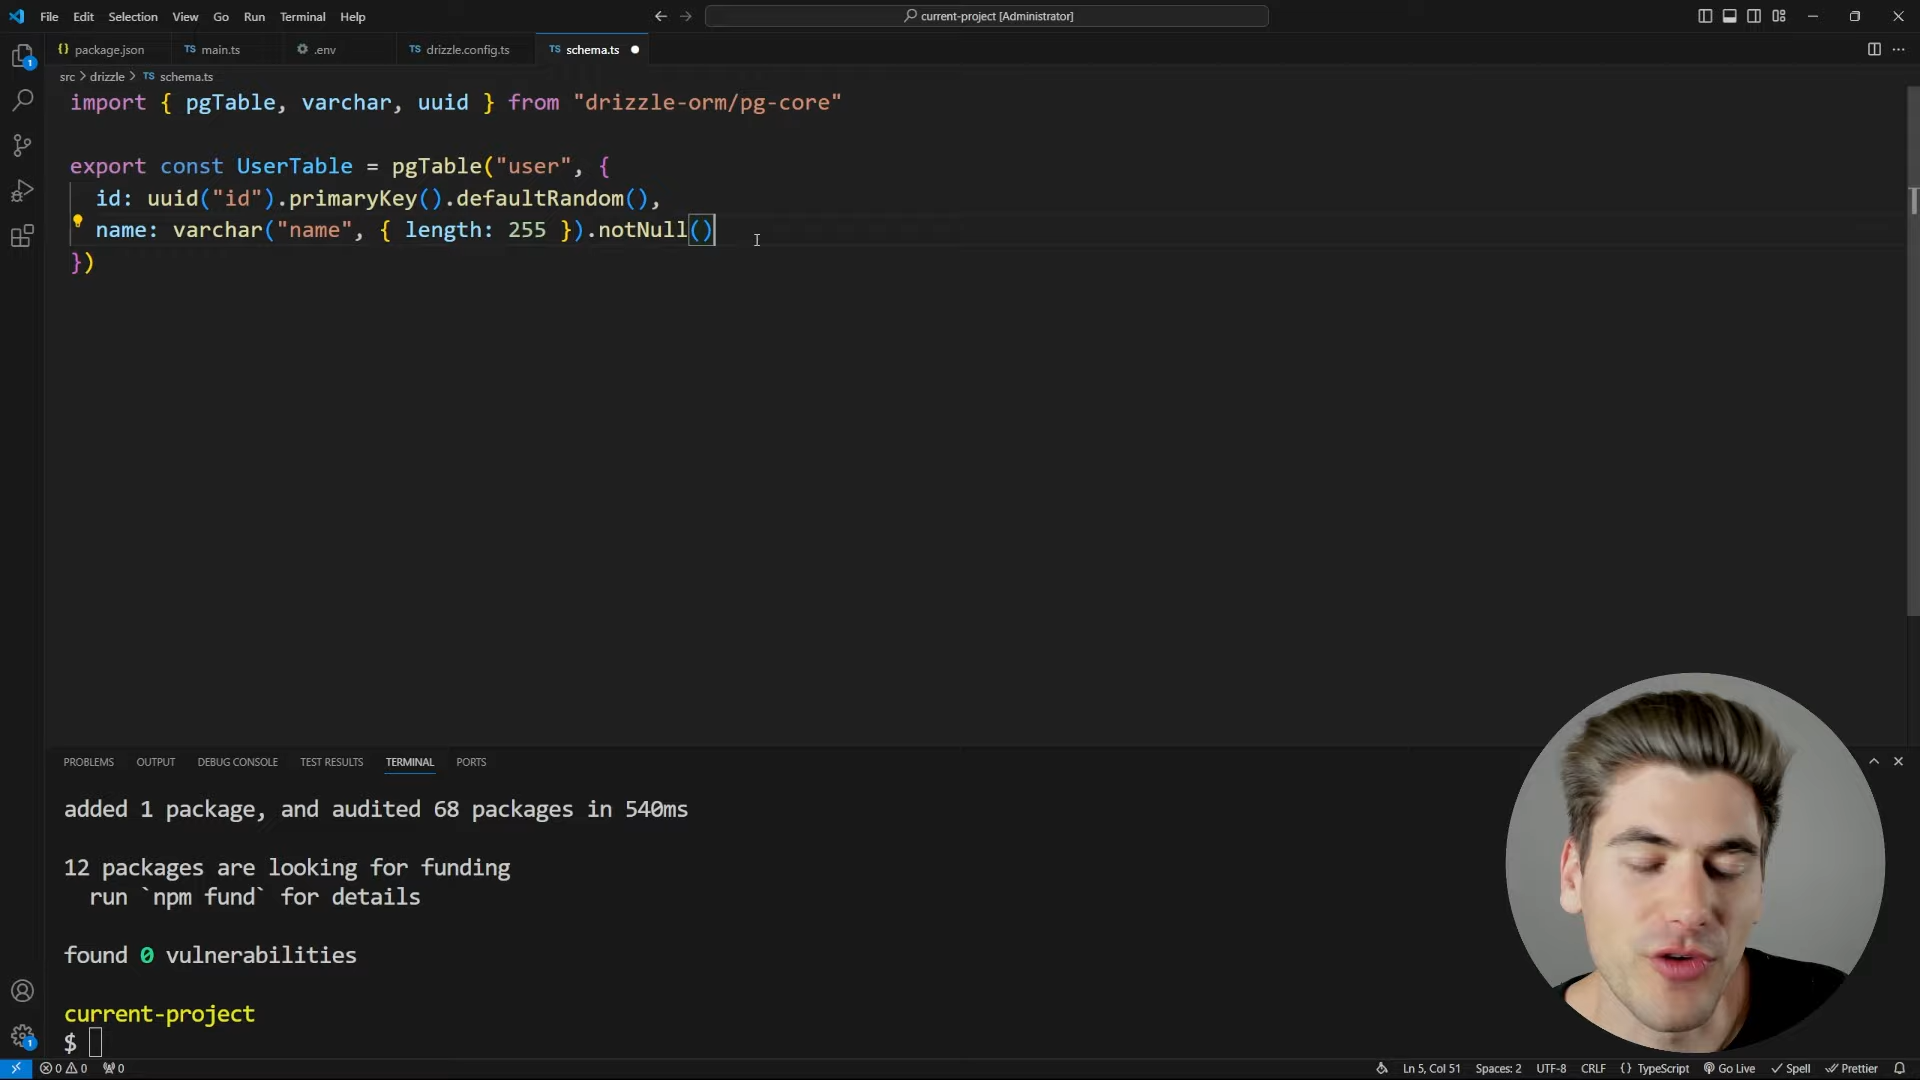 File Edit Selection View Go Run Terminal Help
current-project [Administrator]
package.json main.ts .env drizzle.config.ts schema.ts
src > drizzle > TS schema.ts
import { pgTable, varchar, uuid } from "drizzle-orm/pg-core"
export const UserTable = pgTable("user", {
id: uuid("id").primaryKey().defaultRandom(),
name: varchar("name", { length: 255 }).notNull()
})
PROBLEMS OUTPUT DEBUG CONSOLE TEST RESULTS TERMINAL PORTS
added 1 package, and audited 68 packages in 540ms
12 packages are looking for funding
run `npm fund` for details
found 0 vulnerabilities
current-project
$
0 0 0 Ln 5, Col 51 Spaces: 2 UTF-8 CRLF {} TypeScript Go Live Spell Prettier